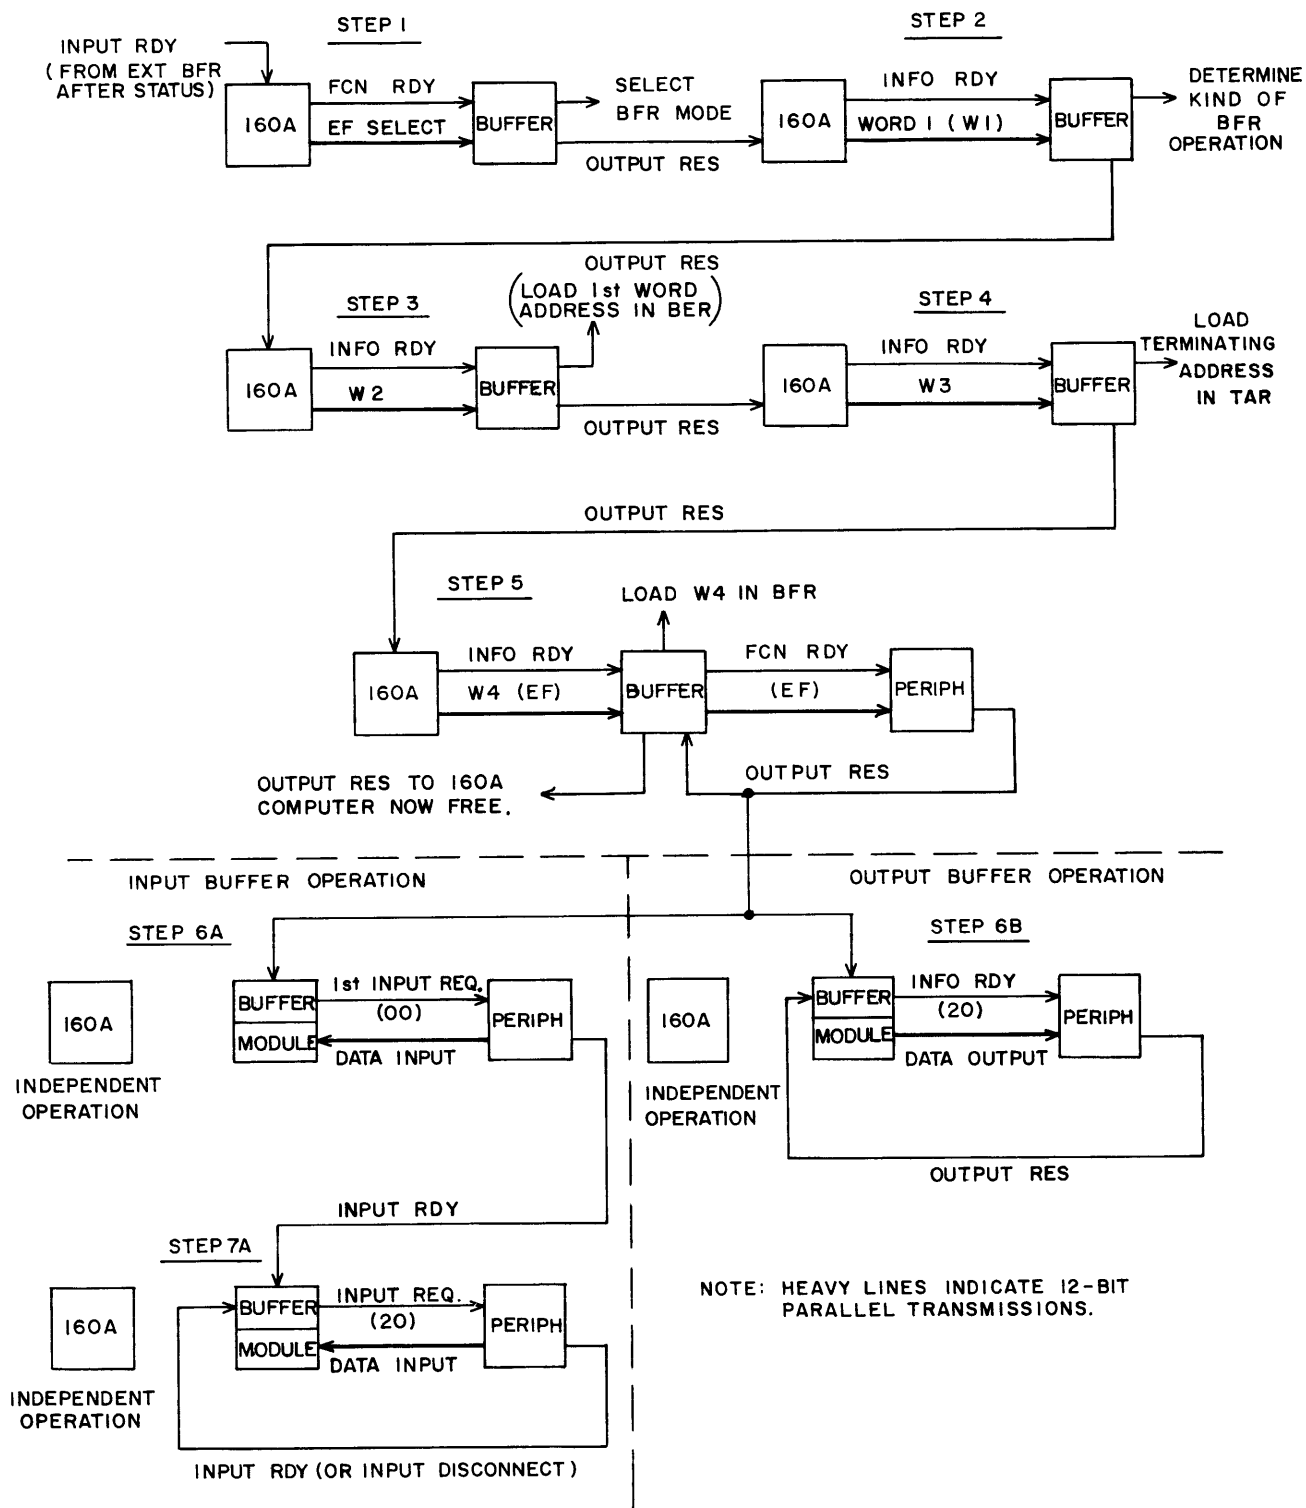 STEP 1
STEP 2
INPUT RDY
(FROM EXT BFR
AFTER STATUS)
160A
FCN RDY
EF SELECT
BUFFER
SELECT
BFR MODE
OUTPUT RES
160A
INFO RDY
WORD 1 (W1)
BUFFER
DETERMINE
KIND OF
BFR
OPERATION
OUTPUT RES
STEP 3
(LOAD 1st WORD
ADDRESS IN BER)
STEP 4
160A
INFO RDY
W2
BUFFER
OUTPUT RES
160A
INFO RDY
W3
BUFFER
LOAD
TERMINATING
ADDRESS
IN TAR
OUTPUT RES
STEP 5
LOAD W4 IN BFR
160A
INFO RDY
W4 (EF)
BUFFER
FCN RDY
(EF)
PERIPH
OUTPUT RES TO 160A
COMPUTER NOW FREE.
OUTPUT RES
INPUT BUFFER OPERATION
OUTPUT BUFFER OPERATION
STEP 6A
160A
INDEPENDENT
OPERATION
BUFFER
MODULE
1st INPUT REQ.
(00)
DATA INPUT
PERIPH
STEP 6B
160A
INDEPENDENT
OPERATION
BUFFER
MODULE
INFO RDY
(20)
DATA OUTPUT
PERIPH
OUTPUT RES
INPUT RDY
STEP 7A
160A
INDEPENDENT
OPERATION
BUFFER
MODULE
INPUT REQ.
(20)
DATA INPUT
PERIPH
INPUT RDY (OR INPUT DISCONNECT)
NOTE: HEAVY LINES INDICATE 12-BIT
PARALLEL TRANSMISSIONS.